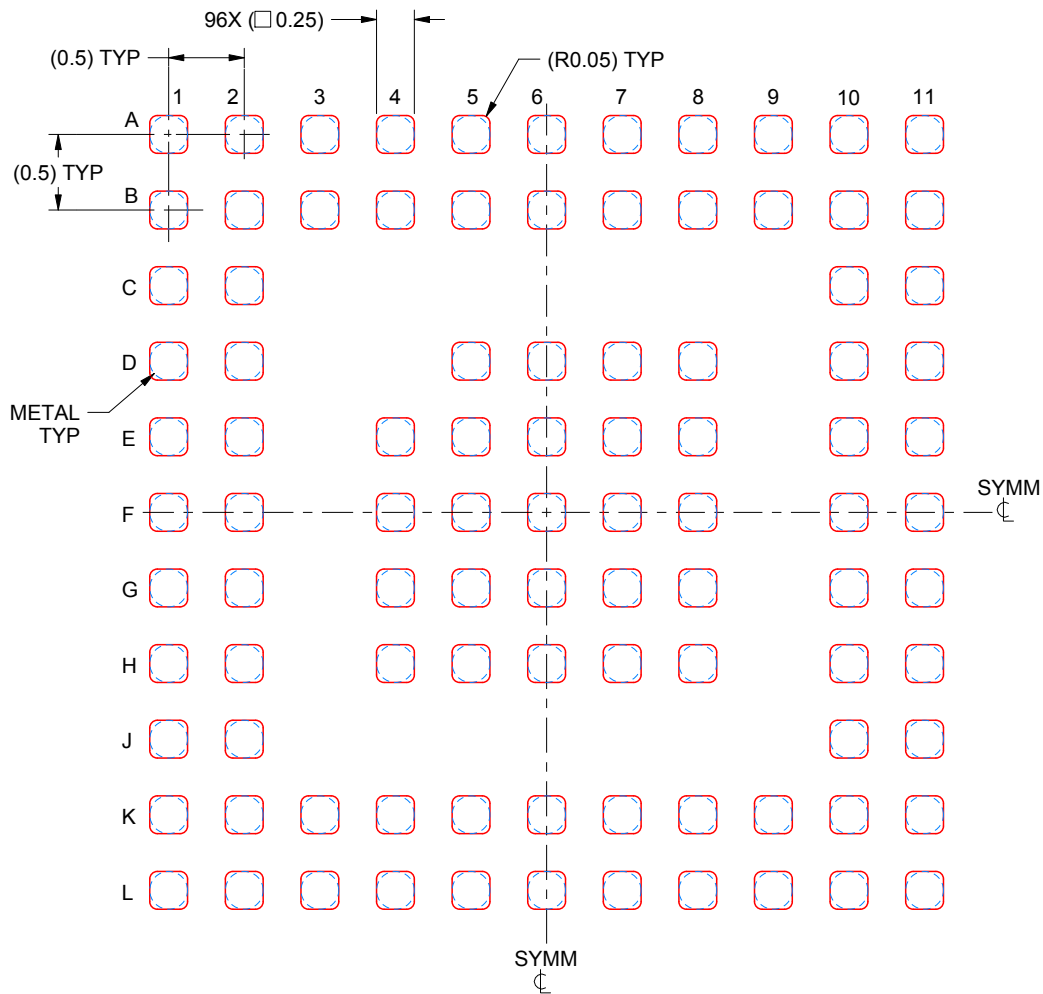 96X (□ 0.25)
(0.5) TYP
(R0.05) TYP
1 2 3 4 5 6 7 8 9 10 11
A
(0.5) TYP
B
C
D
METAL
TYP
E
F
SYMM
℄
G
H
J
K
L
SYMM
℄